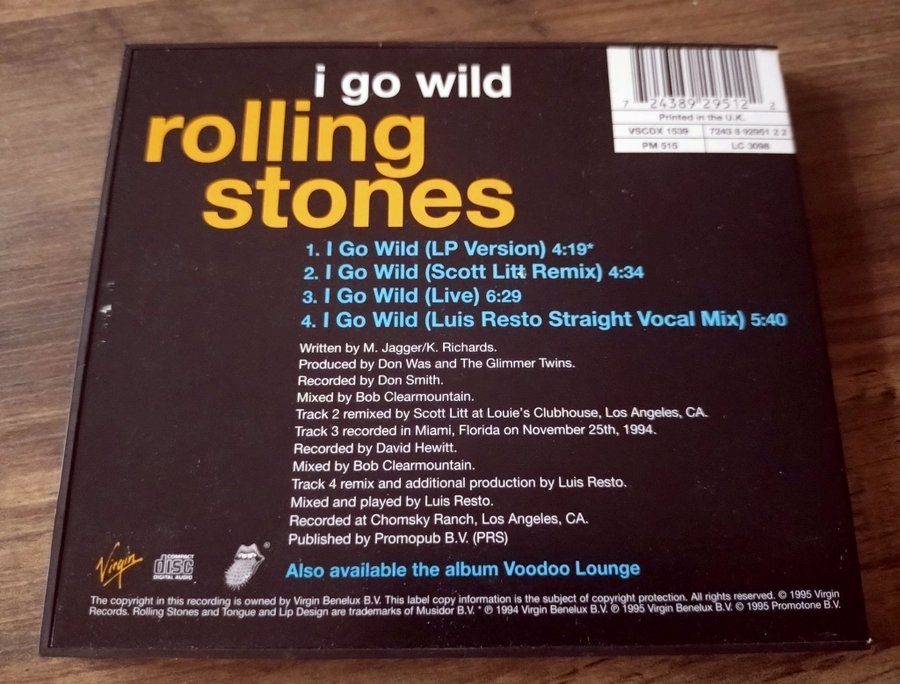 i go wild
rolling
stones
7 24389 29512 2
Printed in the U.K.
VSCDX 1539 7243 8 92951 2 2
PM 515 LC 3098
1. I Go Wild (LP Version) 4:19*
2. I Go Wild (Scott Litt Remix) 4:34
3. I Go Wild (Live) 6:29
4. I Go Wild (Luis Resto Straight Vocal Mix) 5:40
Written by M. Jagger/K. Richards.
Produced by Don Was and The Glimmer Twins.
Recorded by Don Smith.
Mixed by Bob Clearmountain.
Track 2 remixed by Scott Litt at Louie's Clubhouse, Los Angeles, CA.
Track 3 recorded in Miami, Florida on November 25th, 1994.
Recorded by David Hewitt.
Mixed by Bob Clearmountain.
Track 4 remix and additional production by Luis Resto.
Mixed and played by Luis Resto.
Recorded at Chomsky Ranch, Los Angeles, CA.
Published by Promopub B.V. (PRS)
Virgin
COMPACT
disc
DIGITAL AUDIO
®
Also available the album Voodoo Lounge
The copyright in this recording is owned by Virgin Benelux B.V. This label copy information is the subject of copyright protection. All rights reserved. © 1995 Virgin
Records. Rolling Stones and Tongue and Lip Design are trademarks of Musidor B.V. * ℗ 1994 Virgin Benelux B.V. ℗ 1995 Virgin Benelux B.V. © 1995 Promotone B.V.